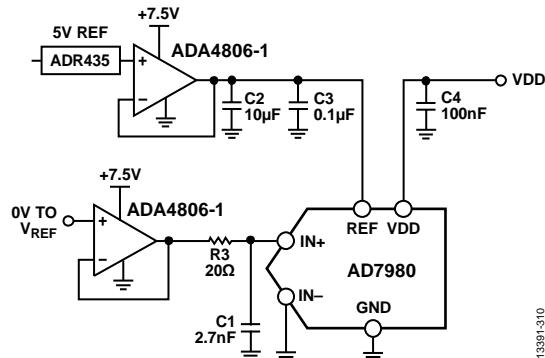 +7.5V
5V REF
ADR435
ADA4806-1
+
−
C2
10µF
C3
0.1µF
C4
100nF
VDD
+7.5V
ADA4806-1
0V TO
VREF
+
−
R3
20Ω
C1
2.7nF
IN+
IN−
REF
VDD
AD7980
GND
13391-310